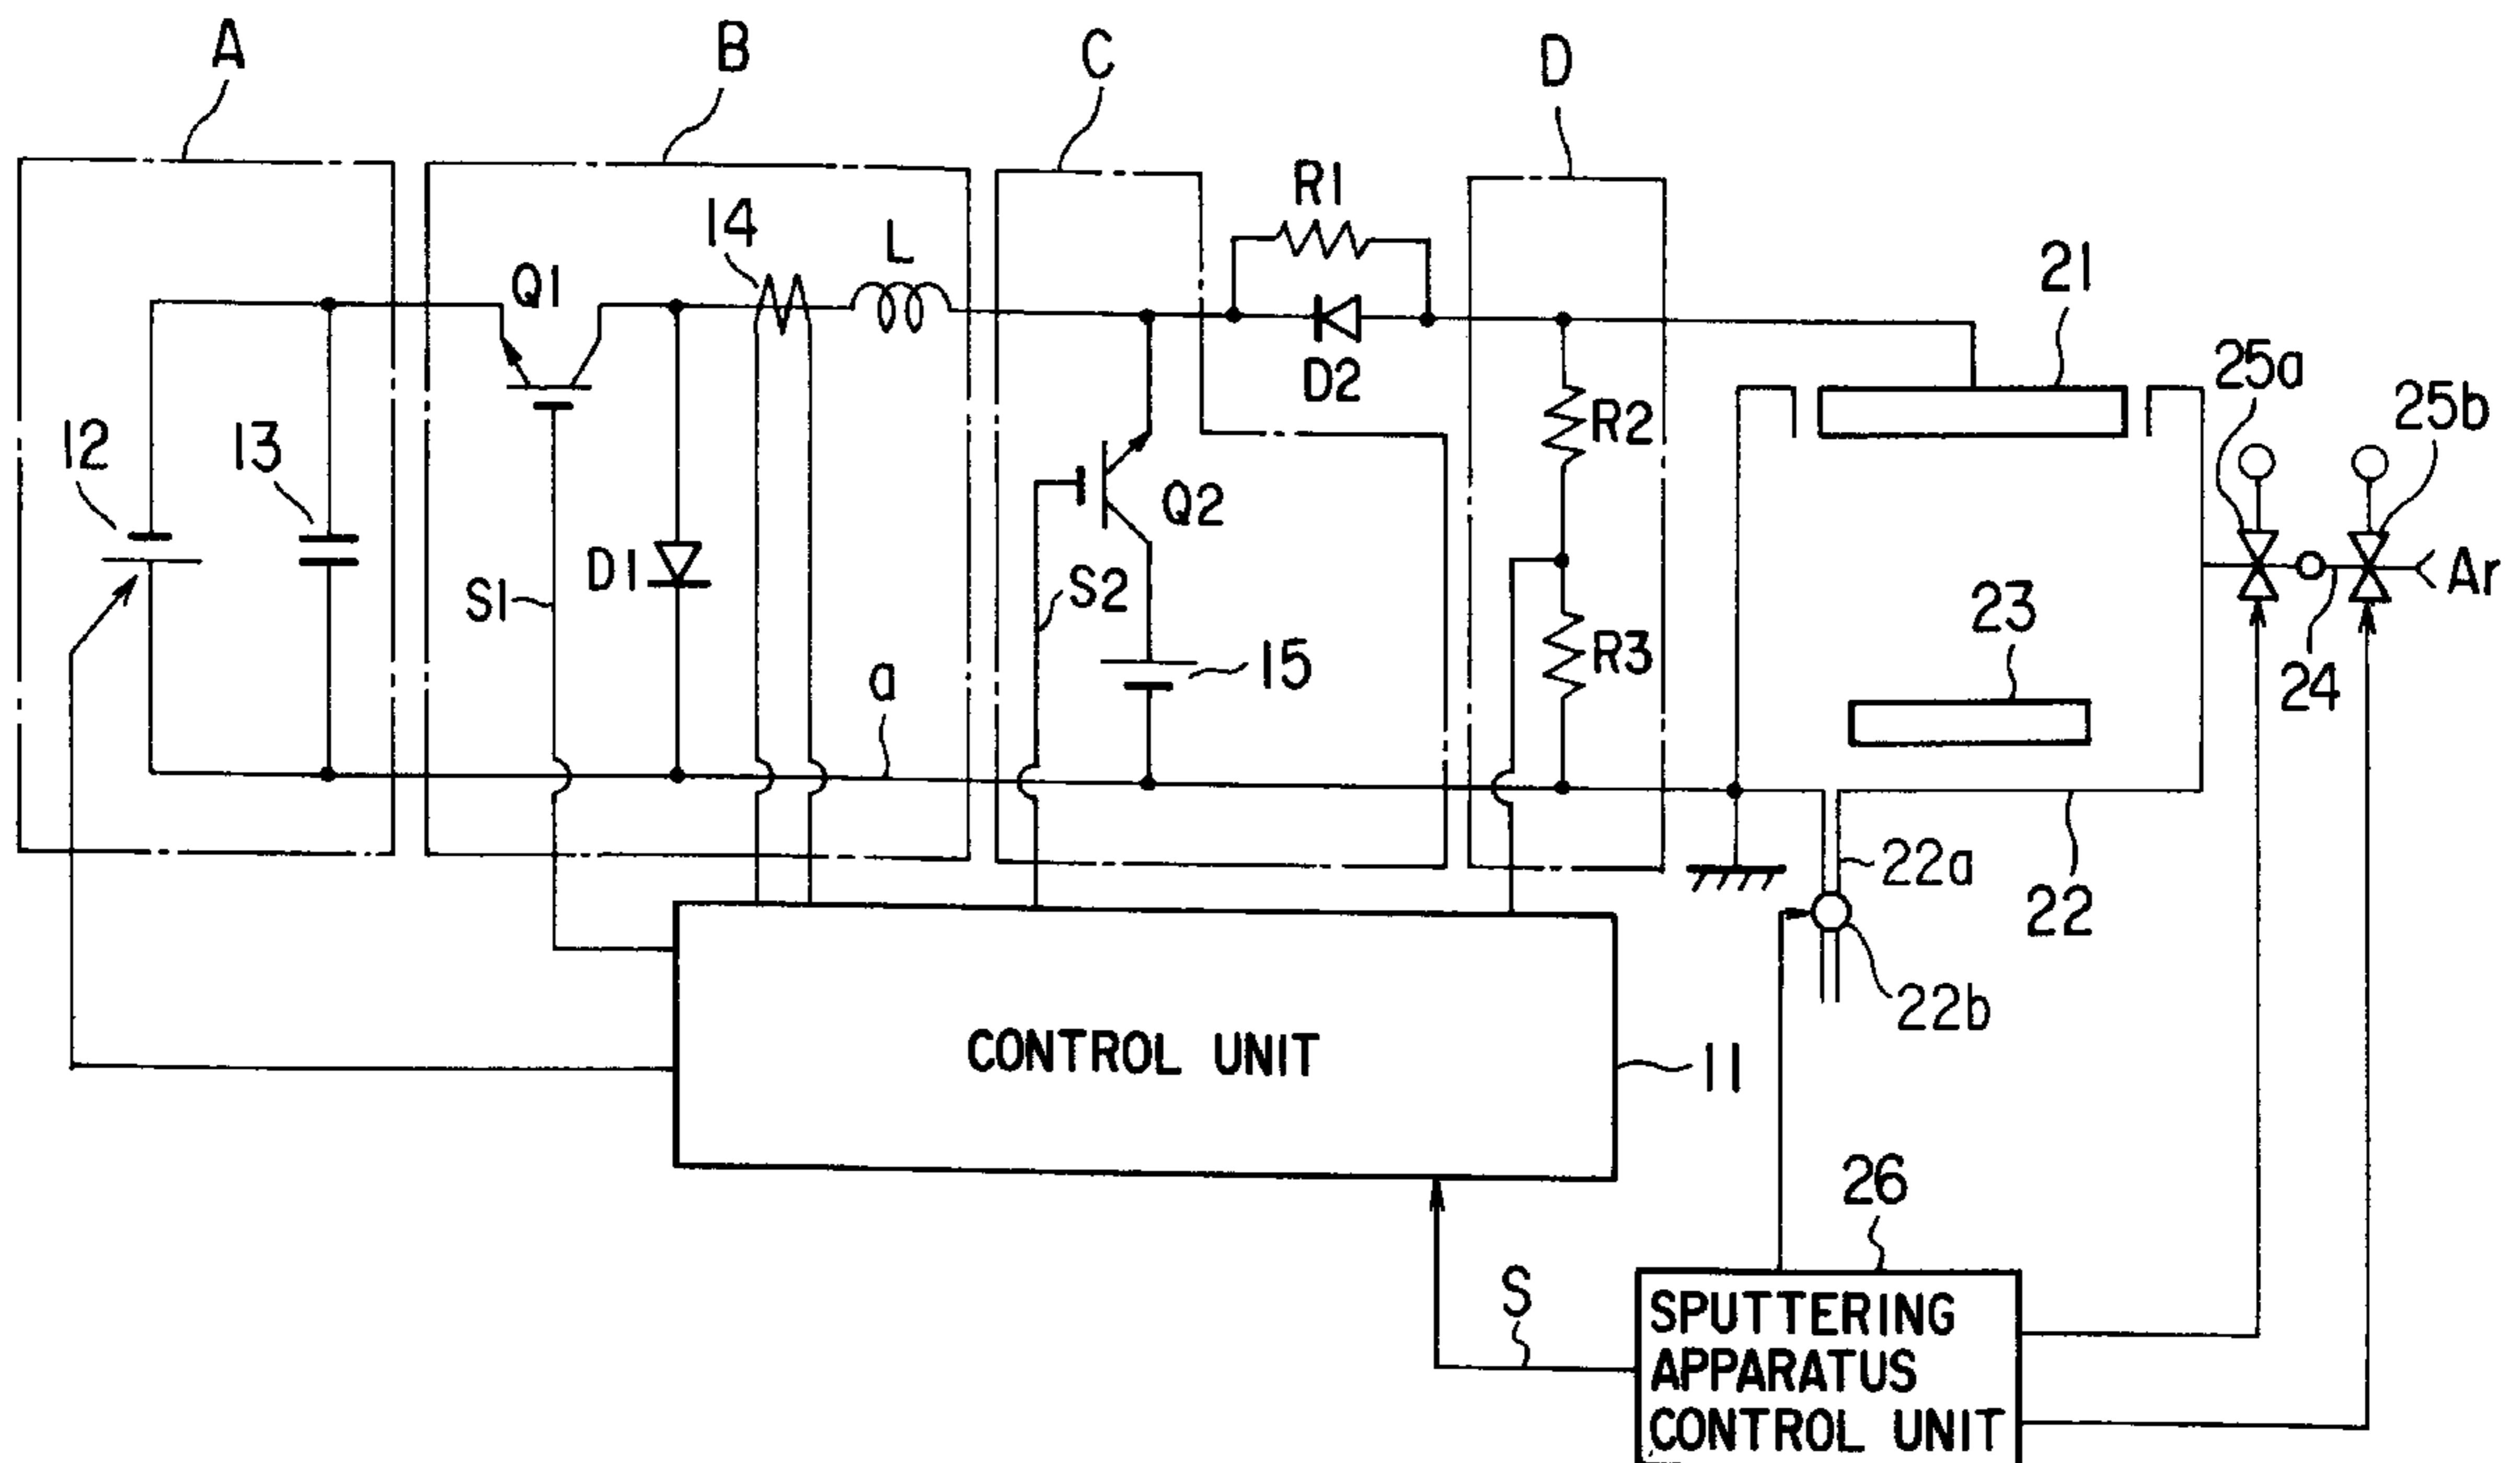 A
B
C
D
R1
14
L
Q1
21
25a
25b
D2
R2
12
13
Q2
D1
S1
S2
Ar
23
R3
15
24
a
22a
22
22b
CONTROL UNIT
11
26
S
SPUTTERING
APPARATUS
CONTROL UNIT